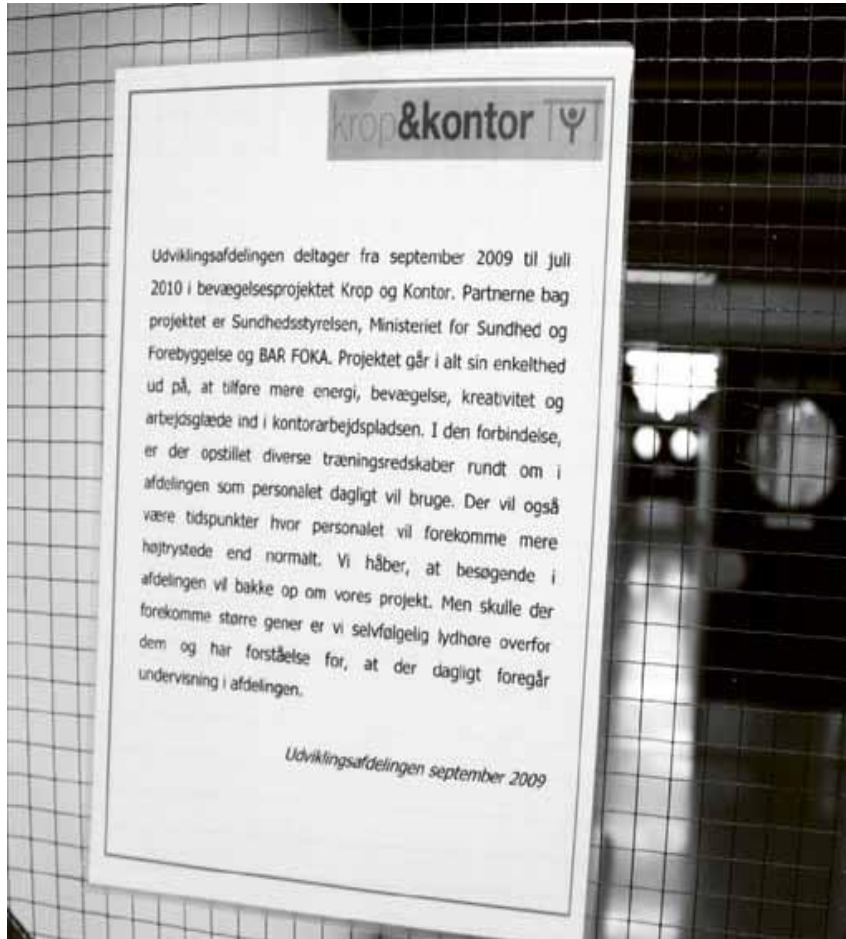 krop&kontor
Udviklingsafdelingen deltager fra september 2009 til juli
2010 i bevægelsesprojektet Krop og Kontor. Partnerne bag
projektet er Sundhedsstyrelsen, Ministeriet for Sundhed og
Forebyggelse og BAR FOKA. Projektet går i alt sin enkelthed
ud på, at tilføre mere energi, bevægelse, kreativitet og
arbejdsglæde ind i kontorarbejdspladsen. I den forbindelse,
er der opstillet diverse træningsredskaber rundt om i
afdelingen som personalet dagligt vil bruge. Der vil også
være tidspunkter hvor personalet vil forekomme mere
højtrystede end normalt. Vi håber, at besøgende i
afdelingen vil bakke op om vores projekt. Men skulle der
forekomme større gener er vi selvfølgelig lydhøre overfor
dem og har forståelse for, at der dagligt foregår
undervisning i afdelingen.
Udviklingsafdelingen september 2009